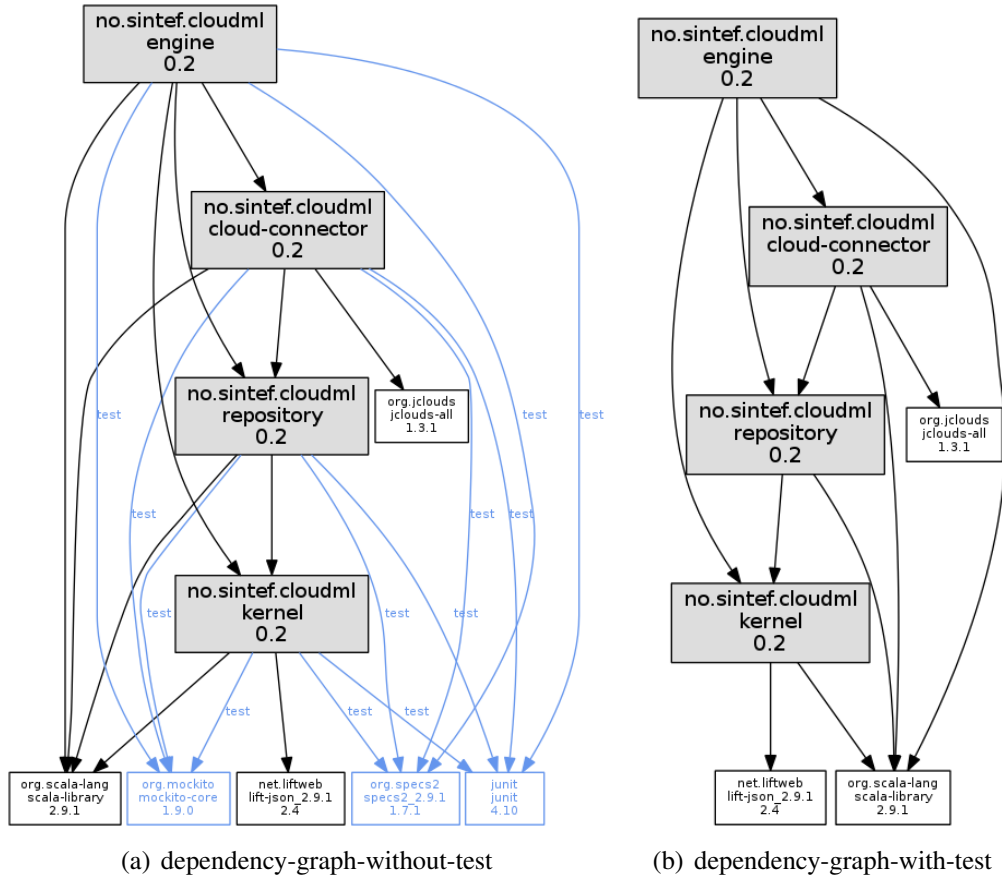 no.sintef.cloudml
engine
0.2
no.sintef.cloudml
cloud-connector
0.2
no.sintef.cloudml
repository
0.2
org.jclouds
jclouds-all
1.3.1
test
test
test
test
test
test
test
test
test
no.sintef.cloudml
kernel
0.2
test
test
test
org.scala-lang
scala-library
2.9.1
org.mockito
mockito-core
1.9.0
net.liftweb
lift-json_2.9.1
2.4
org.specs2
specs2_2.9.1
1.7.1
junit
junit
4.10
(a) dependency-graph-without-test
no.sintef.cloudml
engine
0.2
no.sintef.cloudml
cloud-connector
0.2
no.sintef.cloudml
repository
0.2
org.jclouds
jclouds-all
1.3.1
no.sintef.cloudml
kernel
0.2
net.liftweb
lift-json_2.9.1
2.4
org.scala-lang
scala-library
2.9.1
(b) dependency-graph-with-test